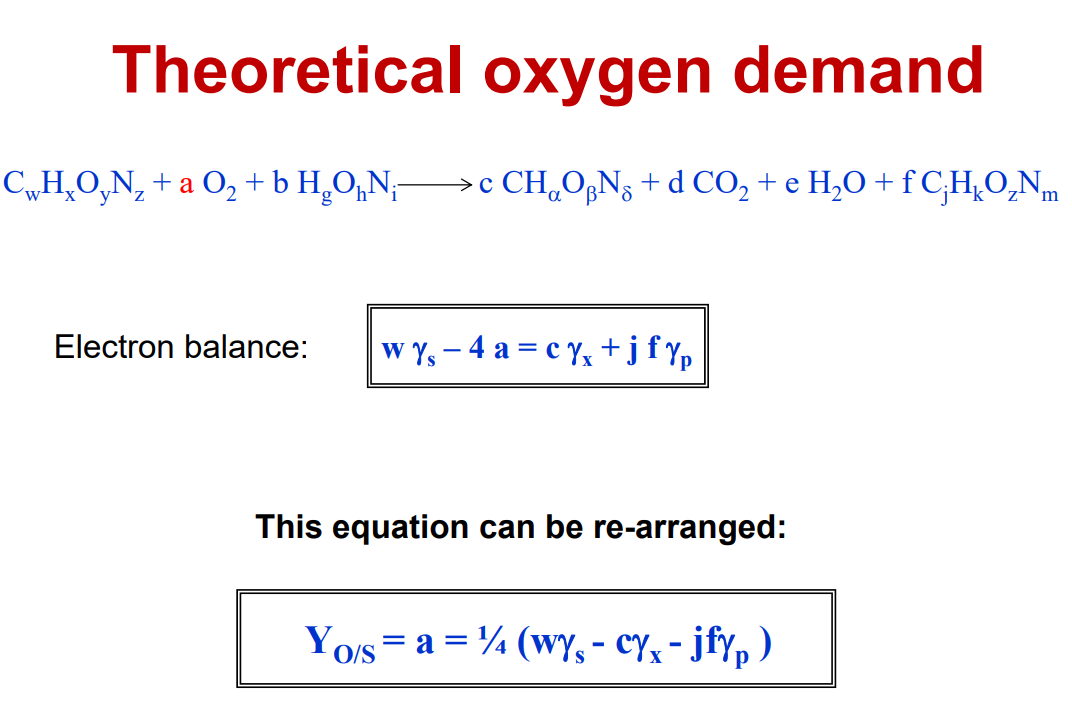 Theoretical oxygen demand
CwHxOyNz + a O2 + b HgOhNi ⟶ c CHαOβNδ + d CO2 + e H2O + f CjHkOzNm
Electron balance:
w γs – 4 a = c γx + j f γp
This equation can be re-arranged:
YO/S = a = ¼ (wγs - cγx - jfγp )